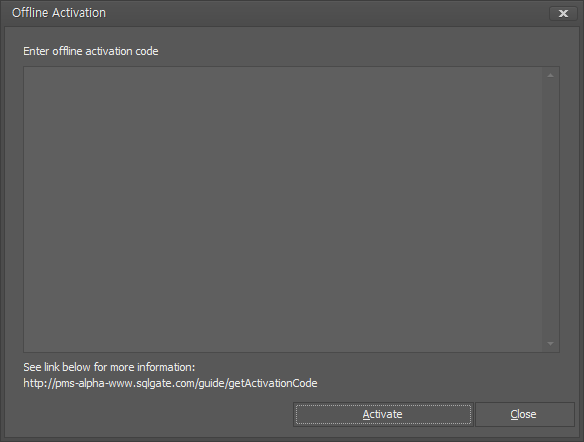 Offline Activation
Enter offline activation code
See link below for more information:
http://pms-alpha-www.sqlgate.com/guide/getActivationCode
Activate
Close